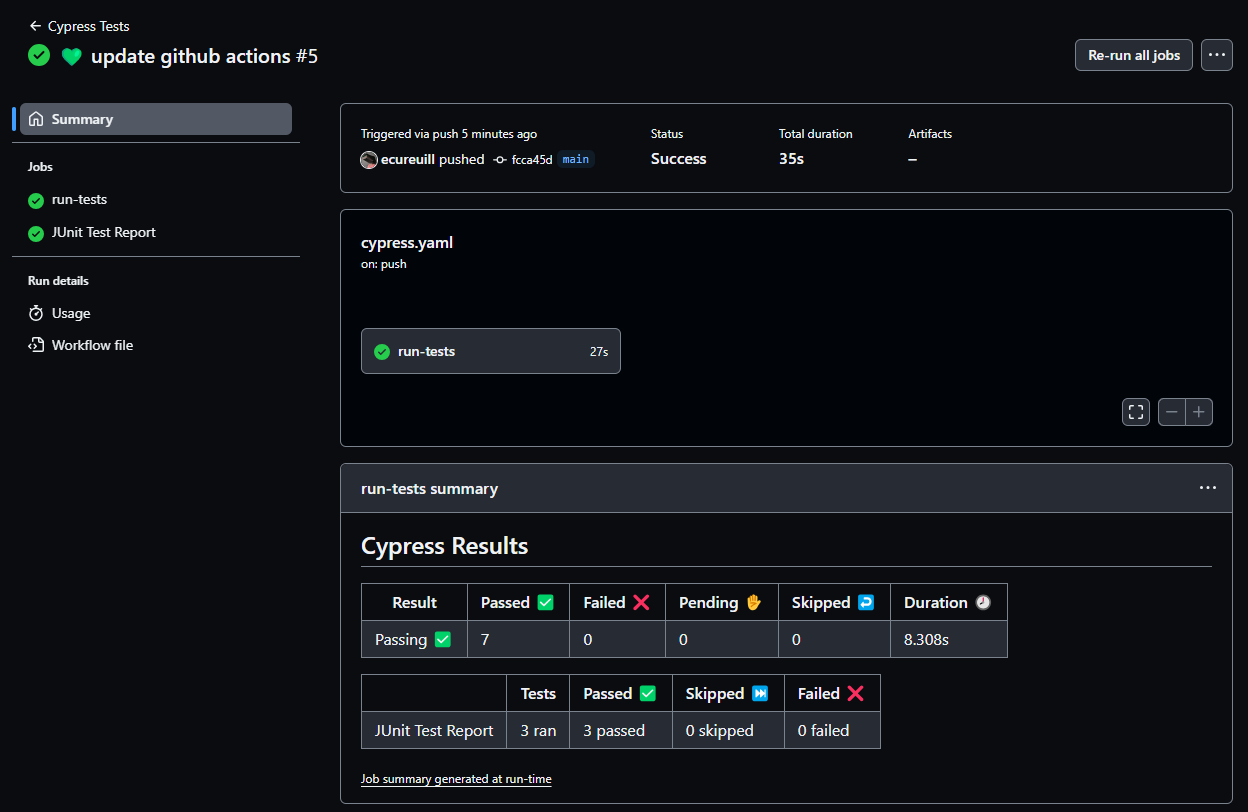 Cypress Tests
update github actions #5
Re-run all jobs
Summary
Jobs
run-tests
JUnit Test Report
Run details
Usage
Workflow file
Triggered via push 5 minutes ago
ecureuill pushed fcca45d main
Status
Success
Total duration
35s
Artifacts
–
cypress.yaml
on: push
run-tests 27s
run-tests summary
Cypress Results
Result Passed ✅ Failed ❌ Pending ✋ Skipped ↩️ Duration 🕗
Passing ✅ 7 0 0 0 8.308s
Tests Passed ✅ Skipped ⏭️ Failed ❌
JUnit Test Report 3 ran 3 passed 0 skipped 0 failed
Job summary generated at run-time